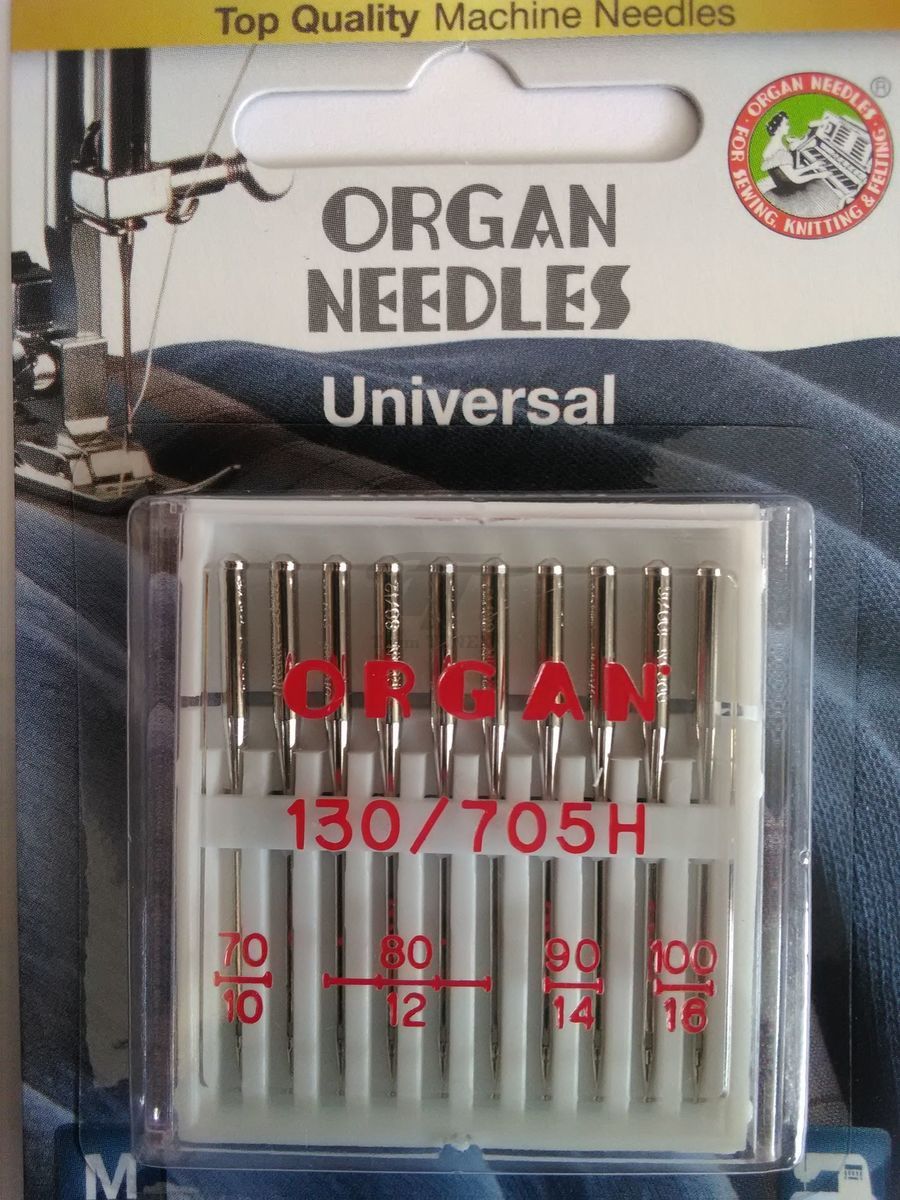 Top Quality Machine Needles
ORGAN NEEDLES
FOR SEWING, KNITTING & FELTING
®
ORGAN
NEEDLES
Universal
ORGAN
130/705H
70 80 90 100
10 12 14 16
M